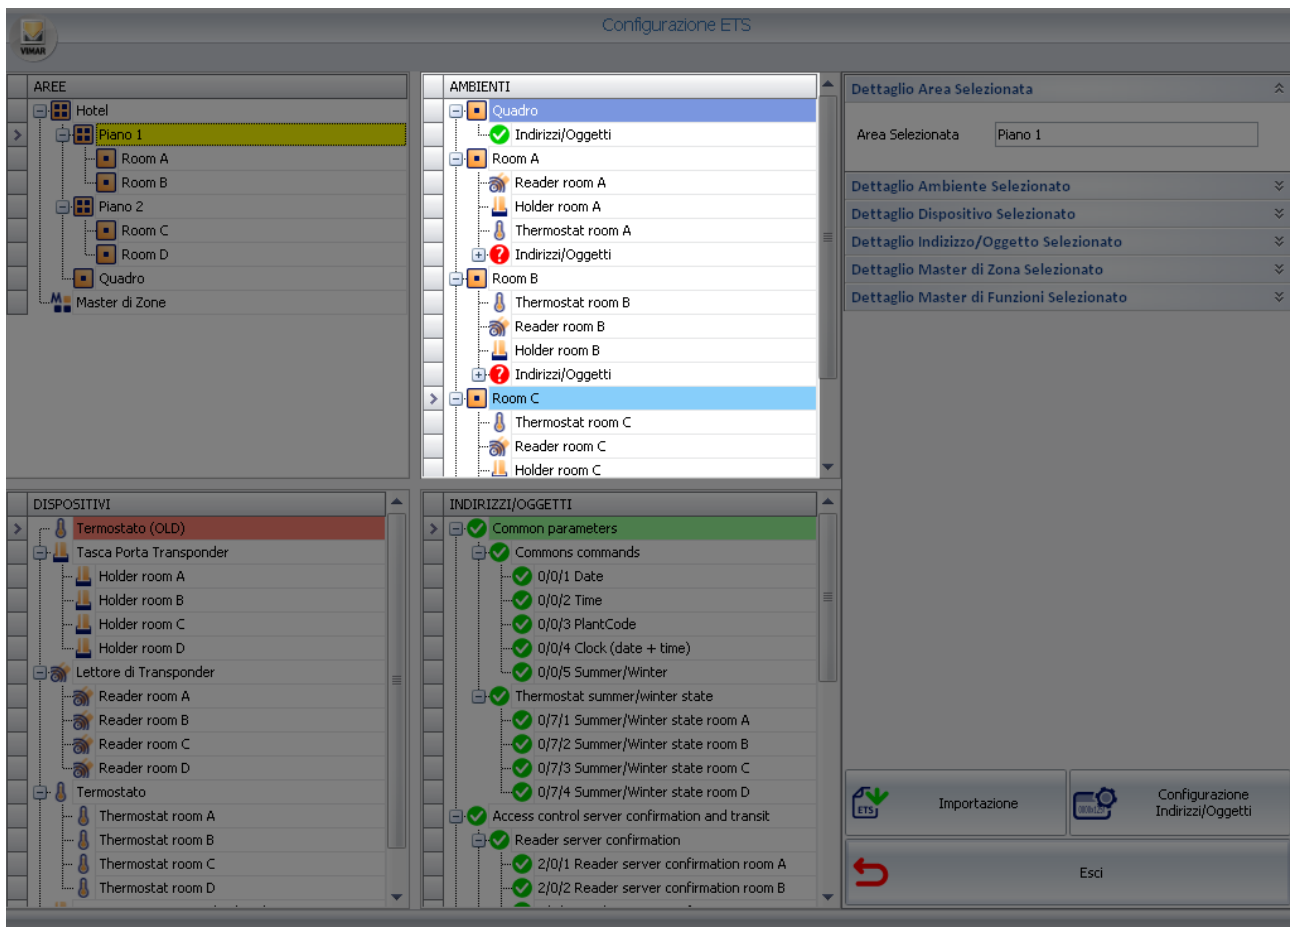 Configurazione ETS
VIMAR
AREE
Hotel
Piano 1
Room A
Room B
Piano 2
Room C
Room D
Quadro
Master di Zone
AMBIENTI
Quadro
Indirizzi/Oggetti
Room A
Reader room A
Holder room A
Thermostat room A
Indirizzi/Oggetti
Room B
Thermostat room B
Reader room B
Holder room B
Indirizzi/Oggetti
Room C
Thermostat room C
Reader room C
Holder room C
Dettaglio Area Selezionata
Area Selezionata Piano 1
Dettaglio Ambiente Selezionato
Dettaglio Dispositivo Selezionato
Dettaglio Indizizzo/Oggetto Selezionato
Dettaglio Master di Zona Selezionato
Dettaglio Master di Funzioni Selezionato
DISPOSITIVI
Termostato (OLD)
Tasca Porta Transponder
Holder room A
Holder room B
Holder room C
Holder room D
Lettore di Transponder
Reader room A
Reader room B
Reader room C
Reader room D
Termostato
Thermostat room A
Thermostat room B
Thermostat room C
Thermostat room D
INDIRIZZI/OGGETTI
Common parameters
Commons commands
0/0/1 Date
0/0/2 Time
0/0/3 PlantCode
0/0/4 Clock (date + time)
0/0/5 Summer/Winter
Thermostat summer/winter state
0/7/1 Summer/Winter state room A
0/7/2 Summer/Winter state room B
0/7/3 Summer/Winter state room C
0/7/4 Summer/Winter state room D
Access control server confirmation and transit
Reader server confirmation
2/0/1 Reader server confirmation room A
2/0/2 Reader server confirmation room B
ETS
Importazione
Configurazione
Indirizzi/Oggetti
Esci